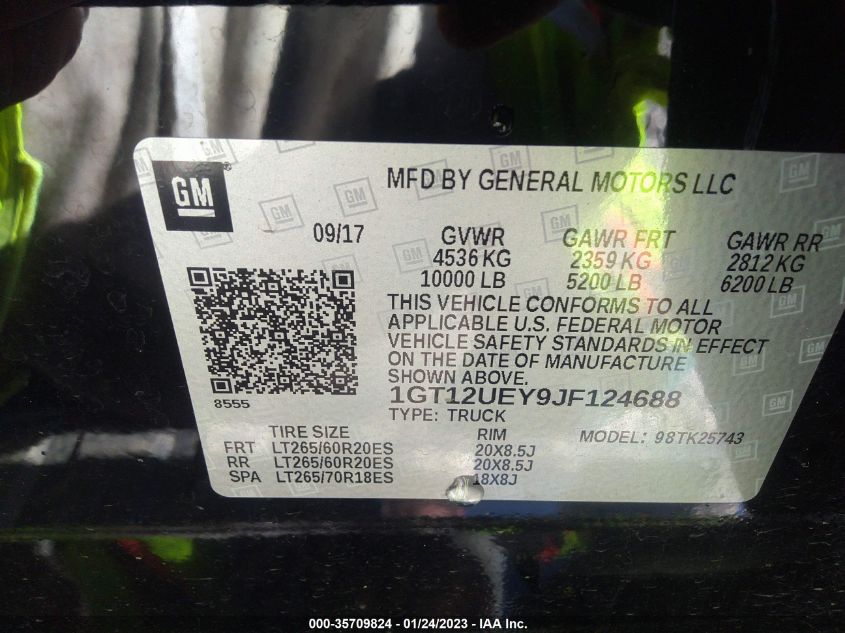 GM
MFD BY GENERAL MOTORS LLC
09/17 GVWR GAWR FRT GAWR RR
4536 KG 2359 KG 2812 KG
10000 LB 5200 LB 6200 LB
THIS VEHICLE CONFORMS TO ALL
APPLICABLE U.S. FEDERAL MOTOR
VEHICLE SAFETY STANDARDS IN EFFECT
ON THE DATE OF MANUFACTURE
SHOWN ABOVE.
8555
1GT12UEY9JF124688
TYPE: TRUCK
TIRE SIZE RIM MODEL: 98TK25743
FRT LT265/60R20ES 20X8.5J
RR LT265/60R20ES 20X8.5J
SPA LT265/70R18ES 18X8J
000-35709824 / 01/24/2023 - IAA Inc.